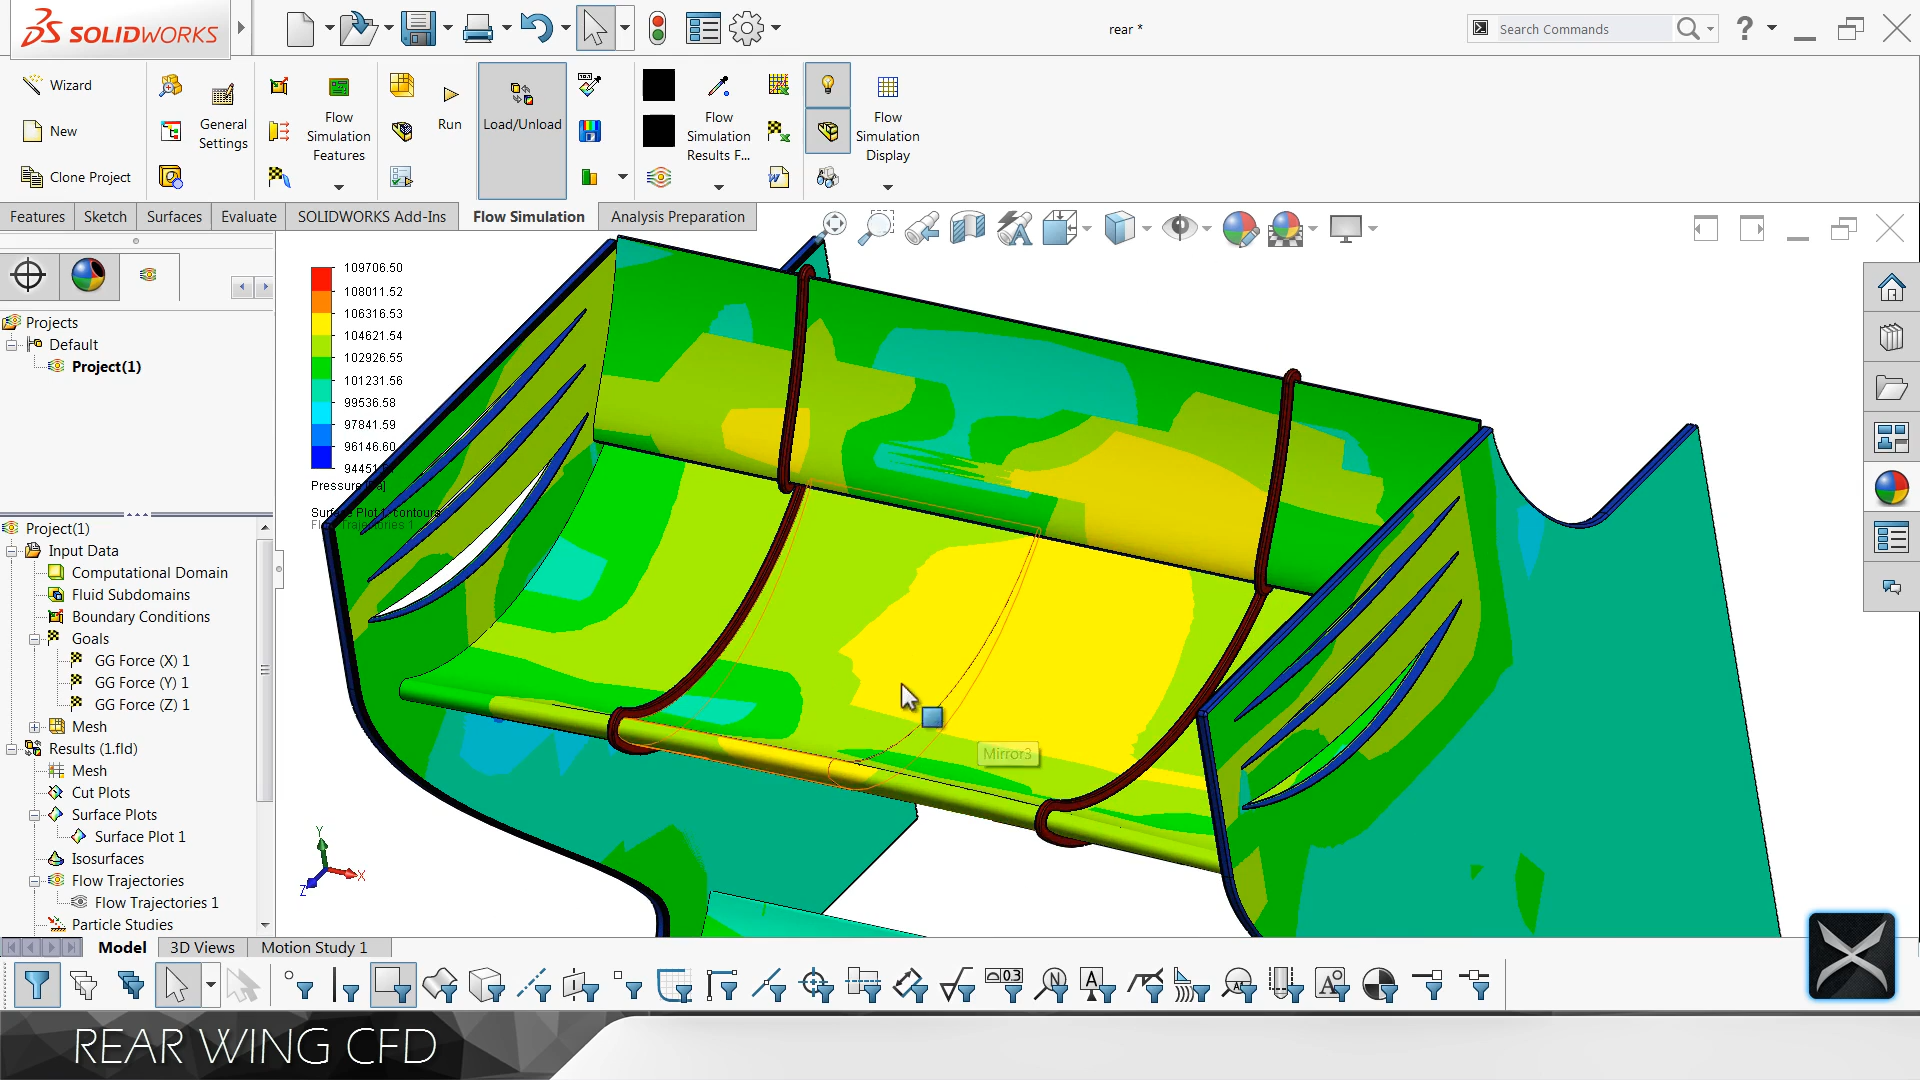 SOLIDWORKS
rear *
Search Commands
?
Wizard
New
Clone Project
General
Settings
Flow
Simulation
Features
Run
Load/Unload
Flow
Simulation
Results F...
Flow
Simulation
Display
Features
Sketch
Surfaces
Evaluate
SOLIDWORKS Add-Ins
Flow Simulation
Analysis Preparation
Projects
Default
Project(1)
109706.50
108011.52
106316.53
104621.54
102926.55
101231.56
99536.58
97841.59
96146.60
94451
Pressure
Project(1)
Input Data
Computational Domain
Fluid Subdomains
Boundary Conditions
Goals
GG Force (X) 1
GG Force (Y) 1
GG Force (Z) 1
Mesh
Results (1.fld)
Mesh
Cut Plots
Surface Plots
Surface Plot 1
Isosurfaces
Flow Trajectories
Flow Trajectories 1
Particle Studies
Mirror3
Y
X
Z
Model
3D Views
Motion Study 1
REAR WING CFD